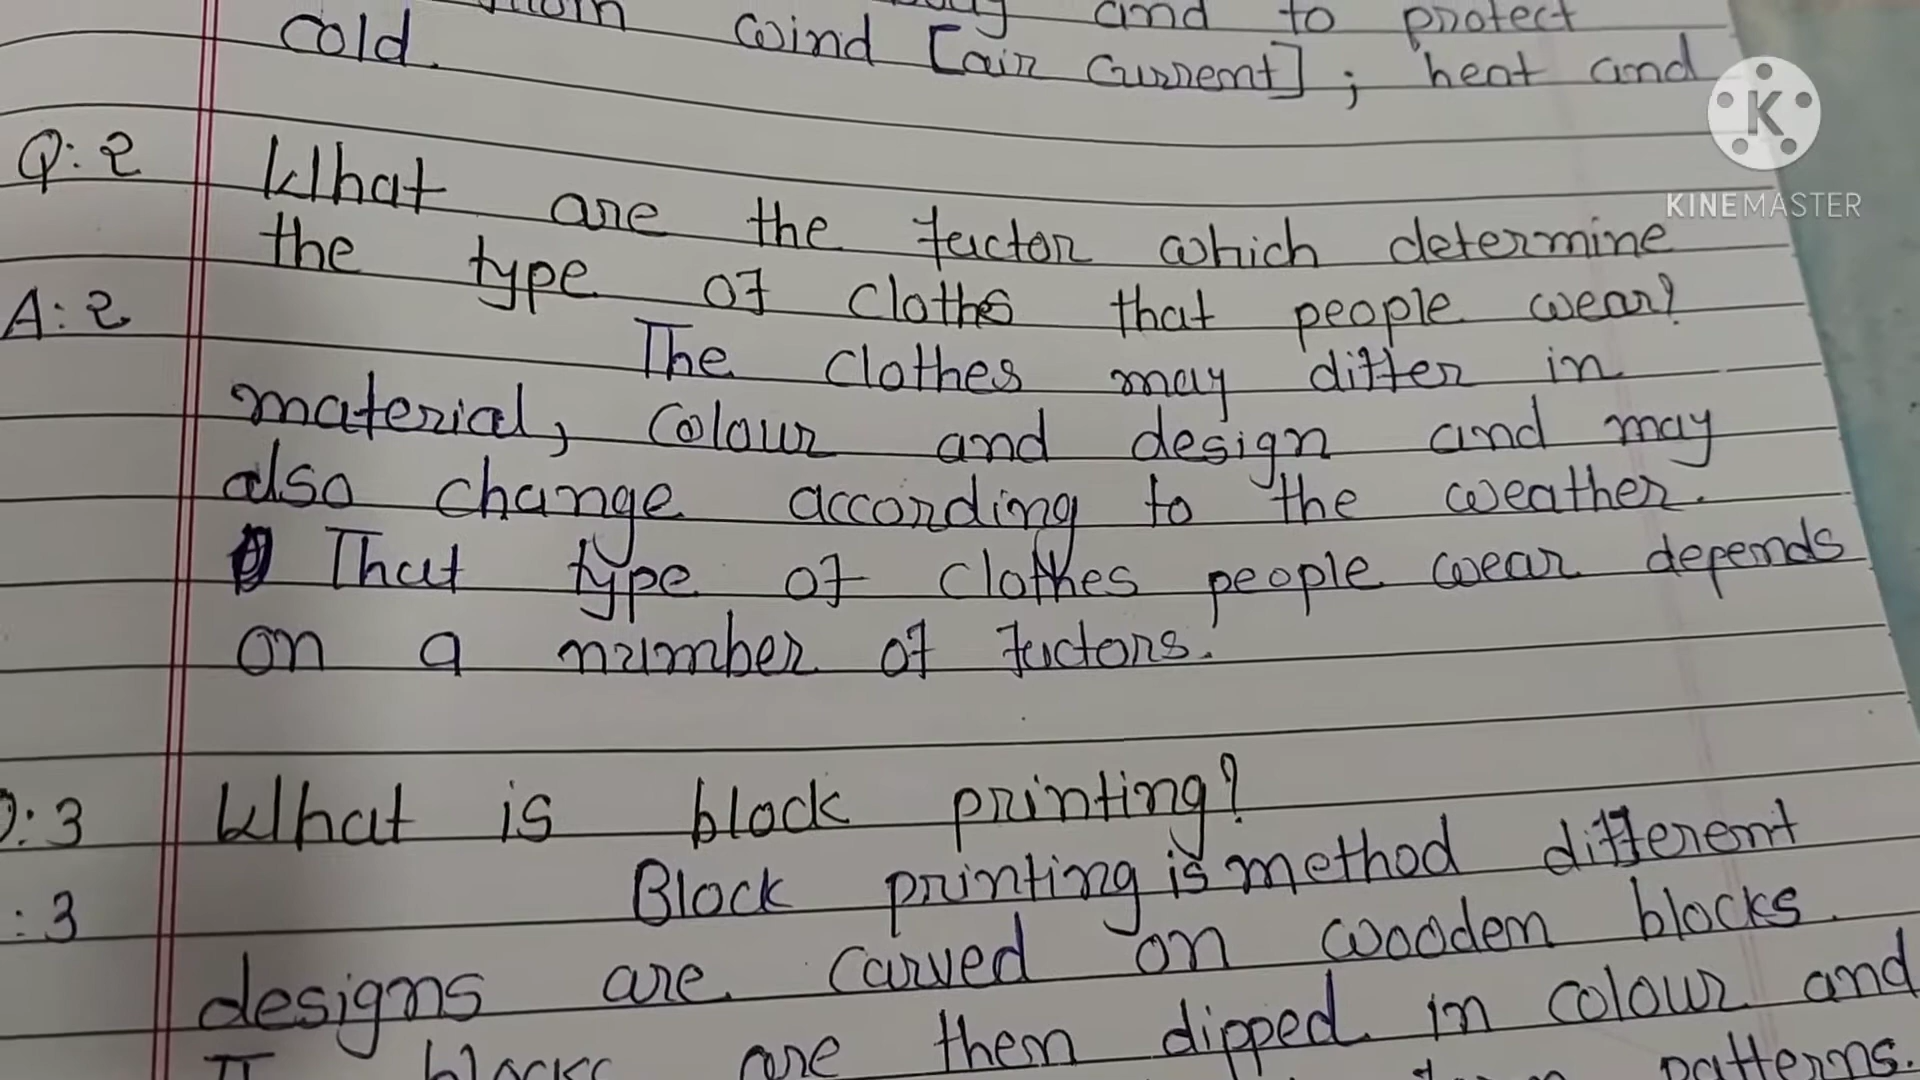 and to protect
cold. wind [air current]; heat and
KINEMASTER
Q:2 What are the factor which determine
the type of clothes that people wear?
A:2 The clothes may differ in
material, colour and design and may
also change according to the weather.
That type of clothes people wear depends
on a number of factors.
:3 What is block printing?
:3 Block printing is method different
designs are carved on wooden blocks.
blocks are then dipped in colour and
patterns.